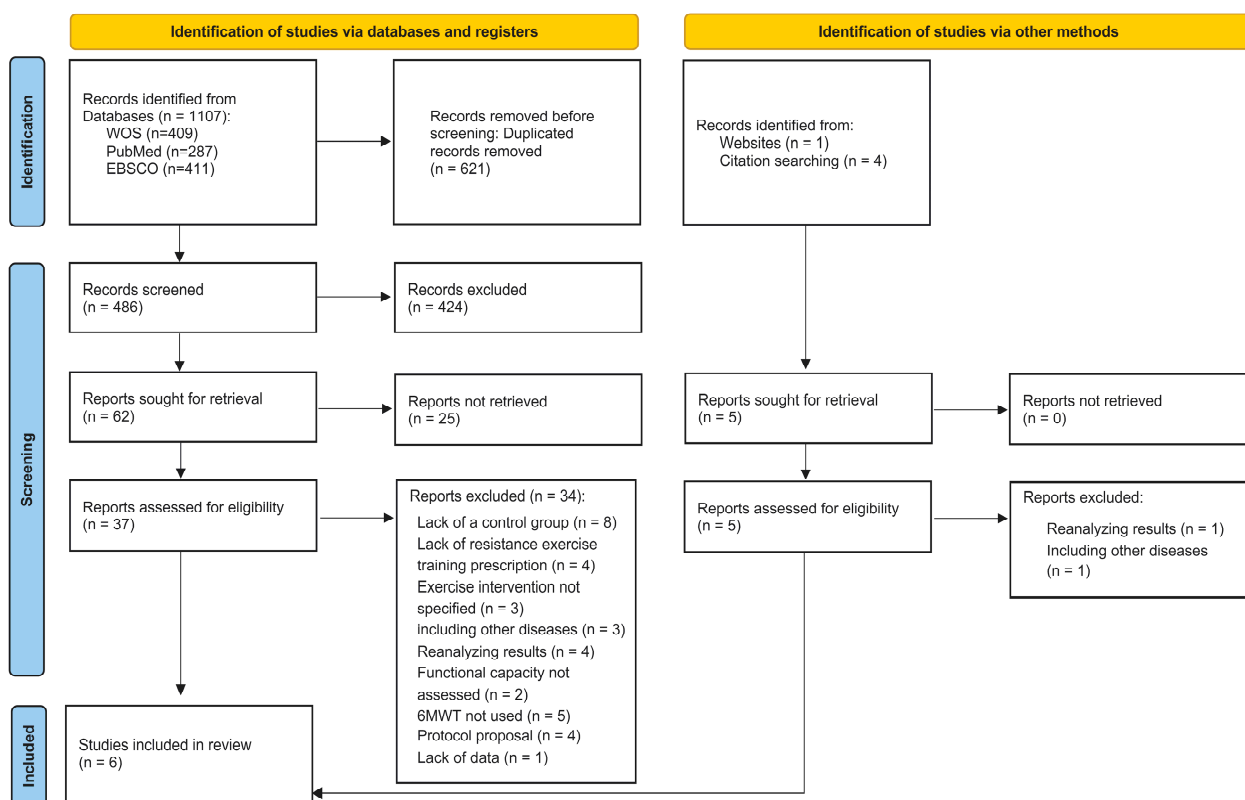 Identification of studies via databases and registers
Identification of studies via other methods
Identification
Records identified from
Databases (n = 1107):
WOS (n=409)
PubMed (n=287)
EBSCO (n=411)
Records removed before
screening: Duplicated
records removed
(n = 621)
Records identified from:
Websites (n = 1)
Citation searching (n = 4)
Screening
Records screened
(n = 486)
Records excluded
(n = 424)
Reports sought for retrieval
(n = 62)
Reports not retrieved
(n = 25)
Reports sought for retrieval
(n = 5)
Reports not retrieved
(n = 0)
Reports assessed for eligibility
(n = 37)
Reports excluded (n = 34):
Lack of a control group (n = 8)
Lack of resistance exercise
training prescription (n = 4)
Exercise intervention not
specified (n = 3)
including other diseases (n = 3)
Reanalyzing results (n = 4)
Functional capacity not
assessed (n = 2)
6MWT not used (n = 5)
Protocol proposal (n = 4)
Lack of data (n = 1)
Reports assessed for eligibility
(n = 5)
Reports excluded:
Reanalyzing results (n = 1)
Including other diseases
(n = 1)
Included
Studies included in review
(n = 6)